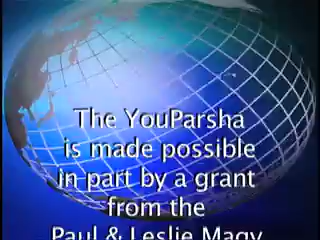 The YouParsha
is made possible
in part by a grant
from the
Paul & Leslie Magy